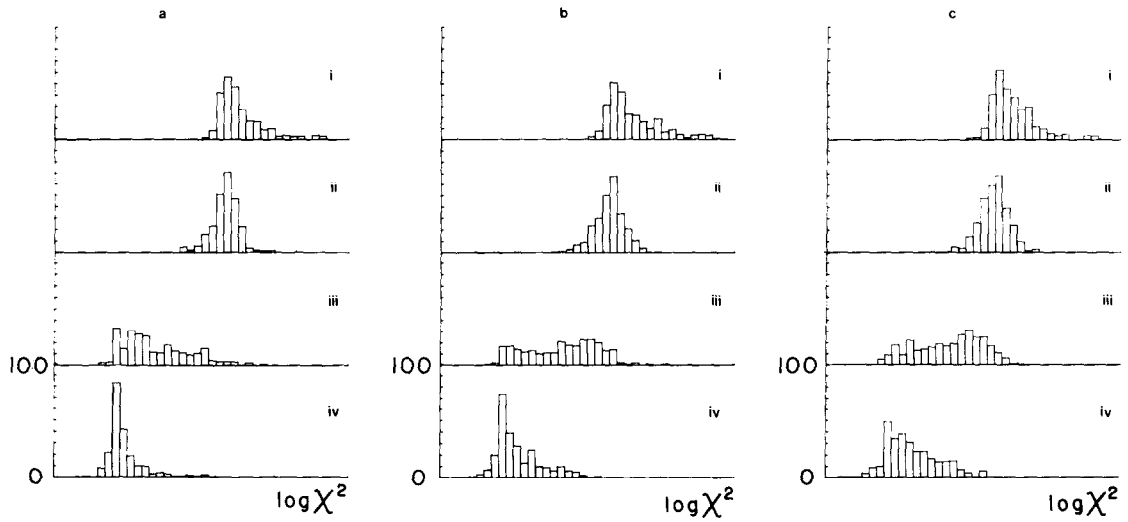 a b c
i i i
ii ii ii
iii iii iii
100 100 100
iv iv iv
0 0 0
log χ² log χ² log χ²